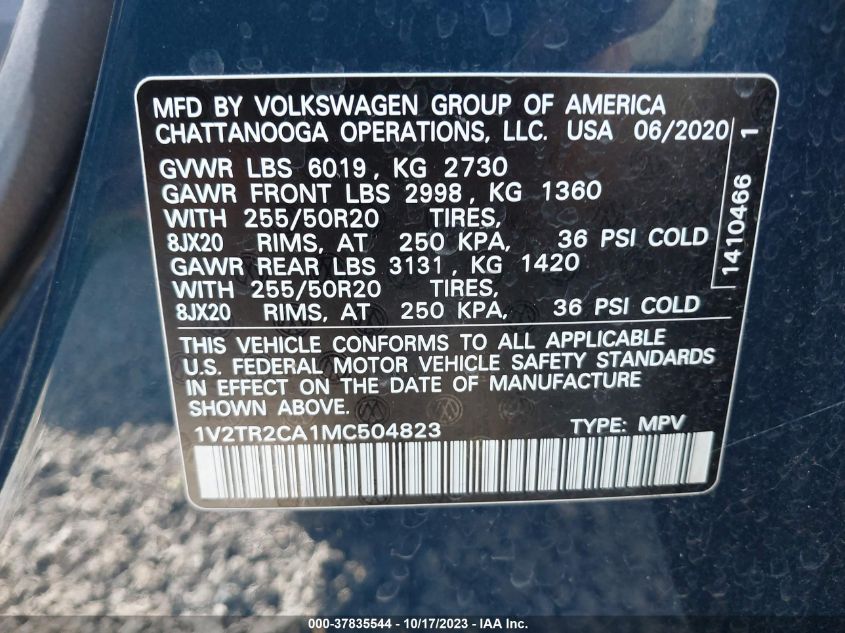 MFD BY VOLKSWAGEN GROUP OF AMERICA
CHATTANOOGA OPERATIONS, LLC. USA 06/2020
GVWR LBS 6019, KG 2730
GAWR FRONT LBS 2998, KG 1360
WITH 255/50R20 TIRES,
8JX20 RIMS, AT 250 KPA, 36 PSI COLD
GAWR REAR LBS 3131, KG 1420
WITH 255/50R20 TIRES,
8JX20 RIMS, AT 250 KPA, 36 PSI COLD
1410466 1
THIS VEHICLE CONFORMS TO ALL APPLICABLE
U.S. FEDERAL MOTOR VEHICLE SAFETY STANDARDS
IN EFFECT ON THE DATE OF MANUFACTURE
SHOWN ABOVE.
1V2TR2CA1MC504823 TYPE: MPV
000-37835544 - 10/17/2023 - IAA Inc.